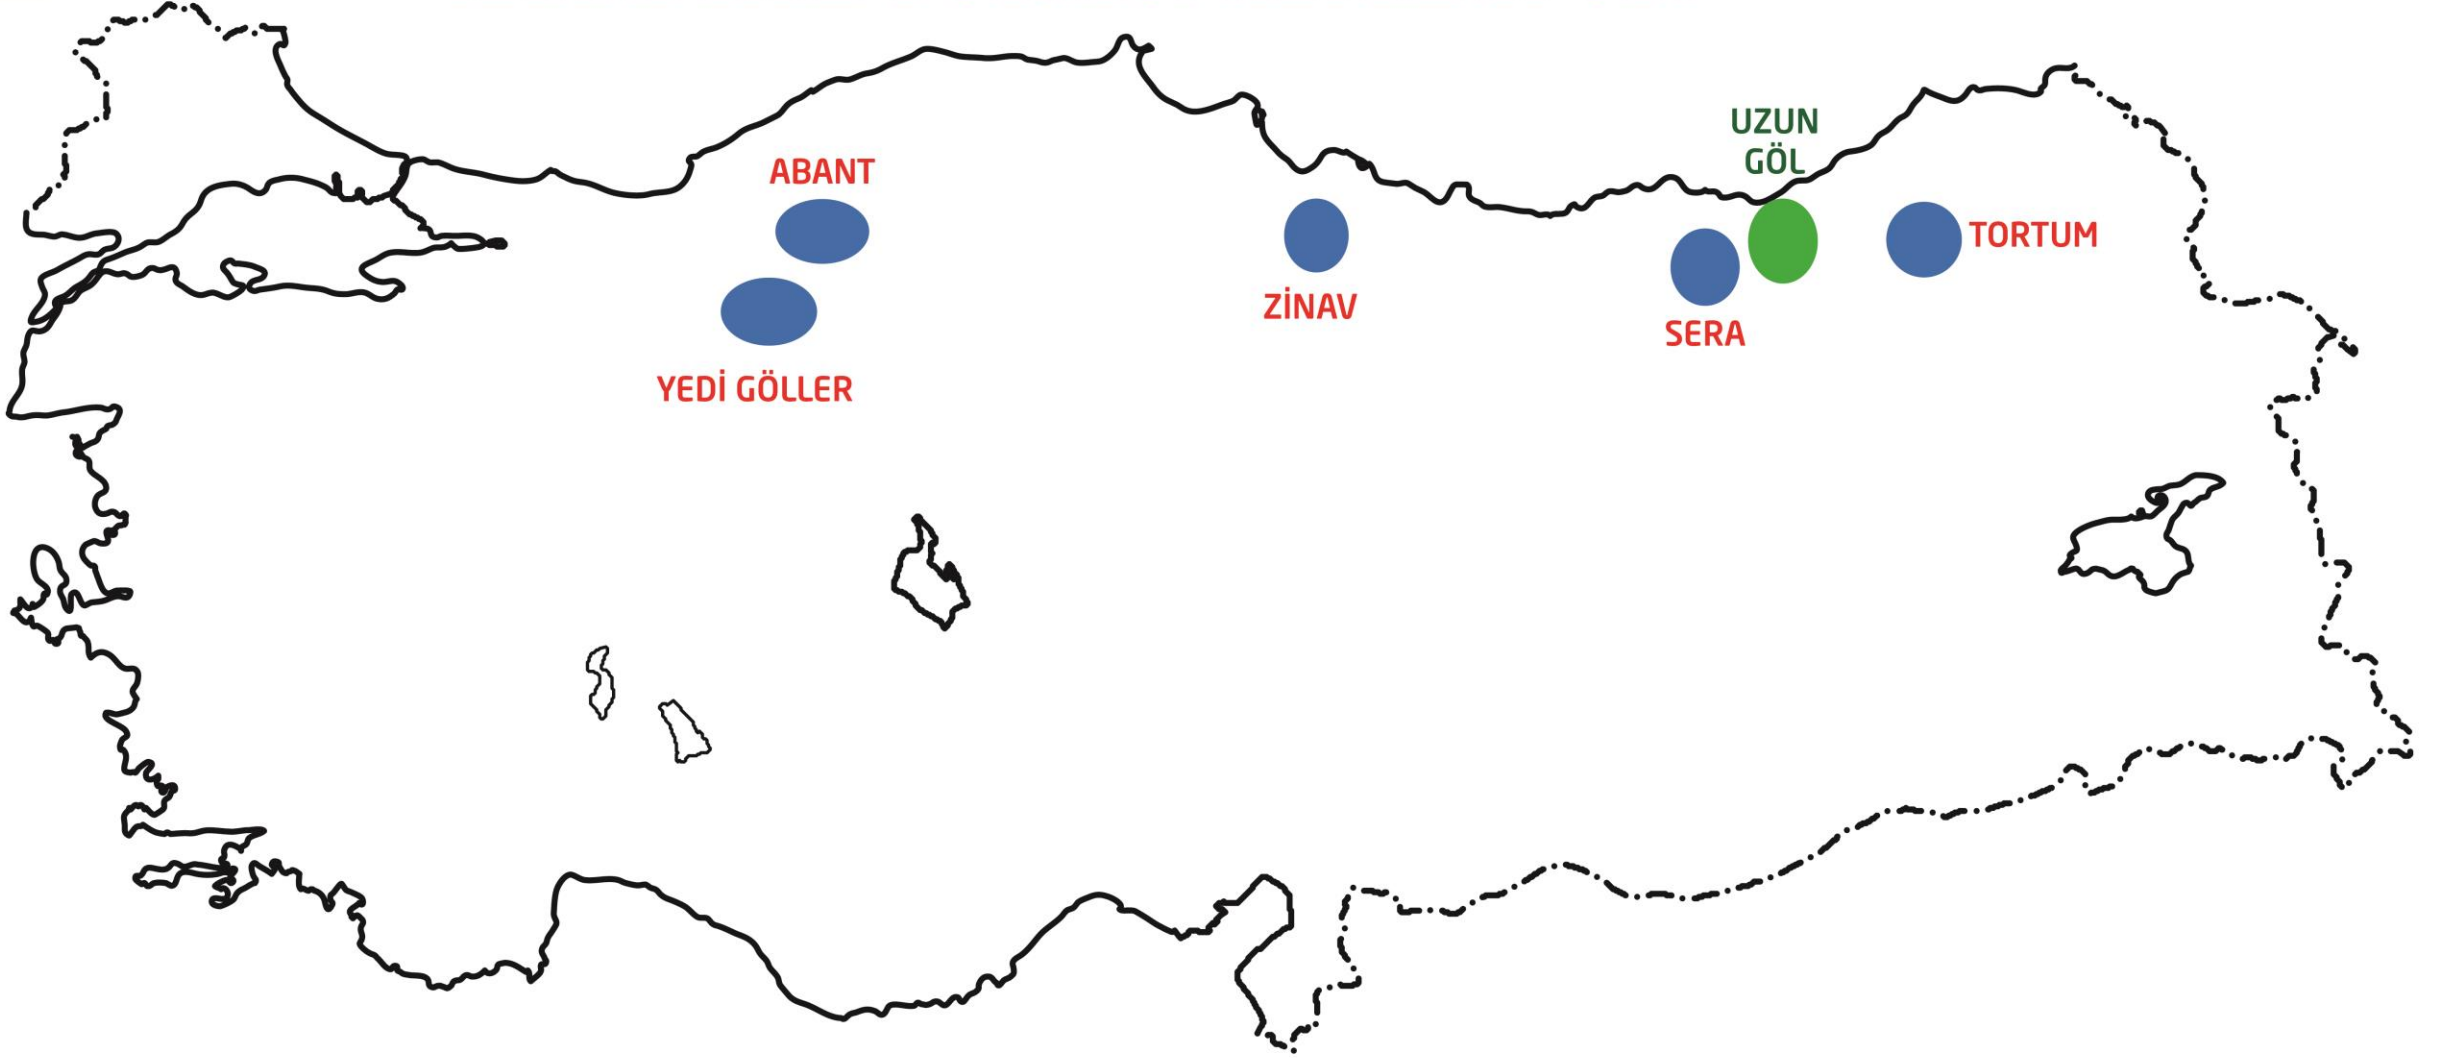 UZUN
GÖL
ABANT
TORTUM
ZİNAV
SERA
YEDİ GÖLLER